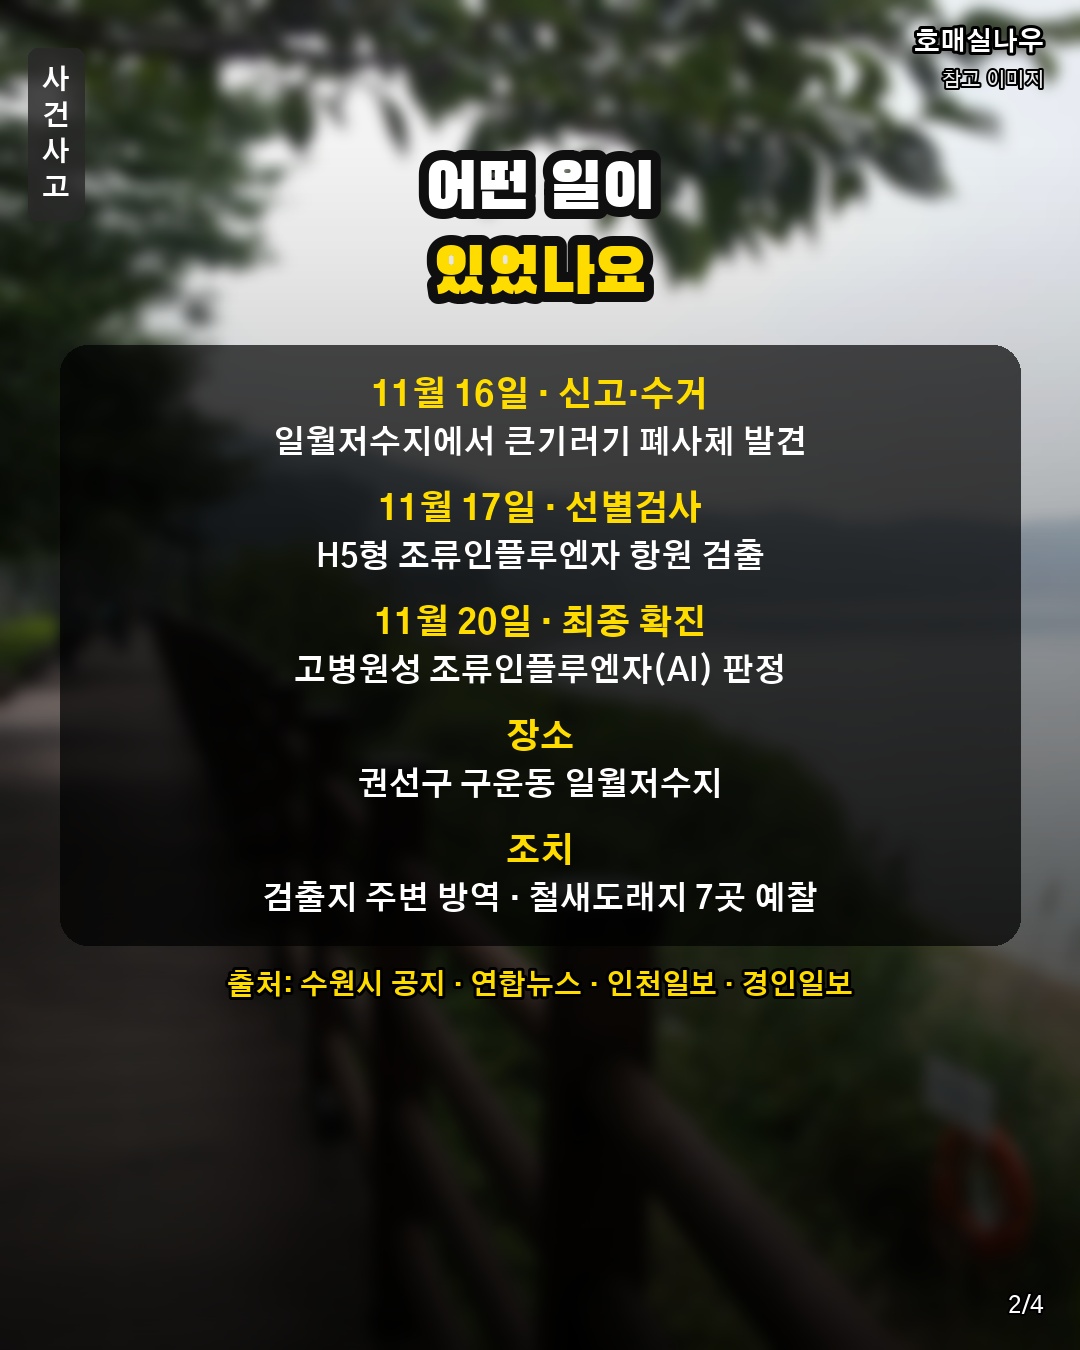 사건사고
호매실나우
참고 이미지
어떤 일이
있었나요
11월 16일 · 신고·수거
일월저수지에서 큰기러기 폐사체 발견
11월 17일 · 선별검사
H5형 조류인플루엔자 항원 검출
11월 20일 · 최종 확진
고병원성 조류인플루엔자(AI) 판정
장소
권선구 구운동 일월저수지
조치
검출지 주변 방역 · 철새도래지 7곳 예찰
출처: 수원시 공지 · 연합뉴스 · 인천일보 · 경인일보
2/4